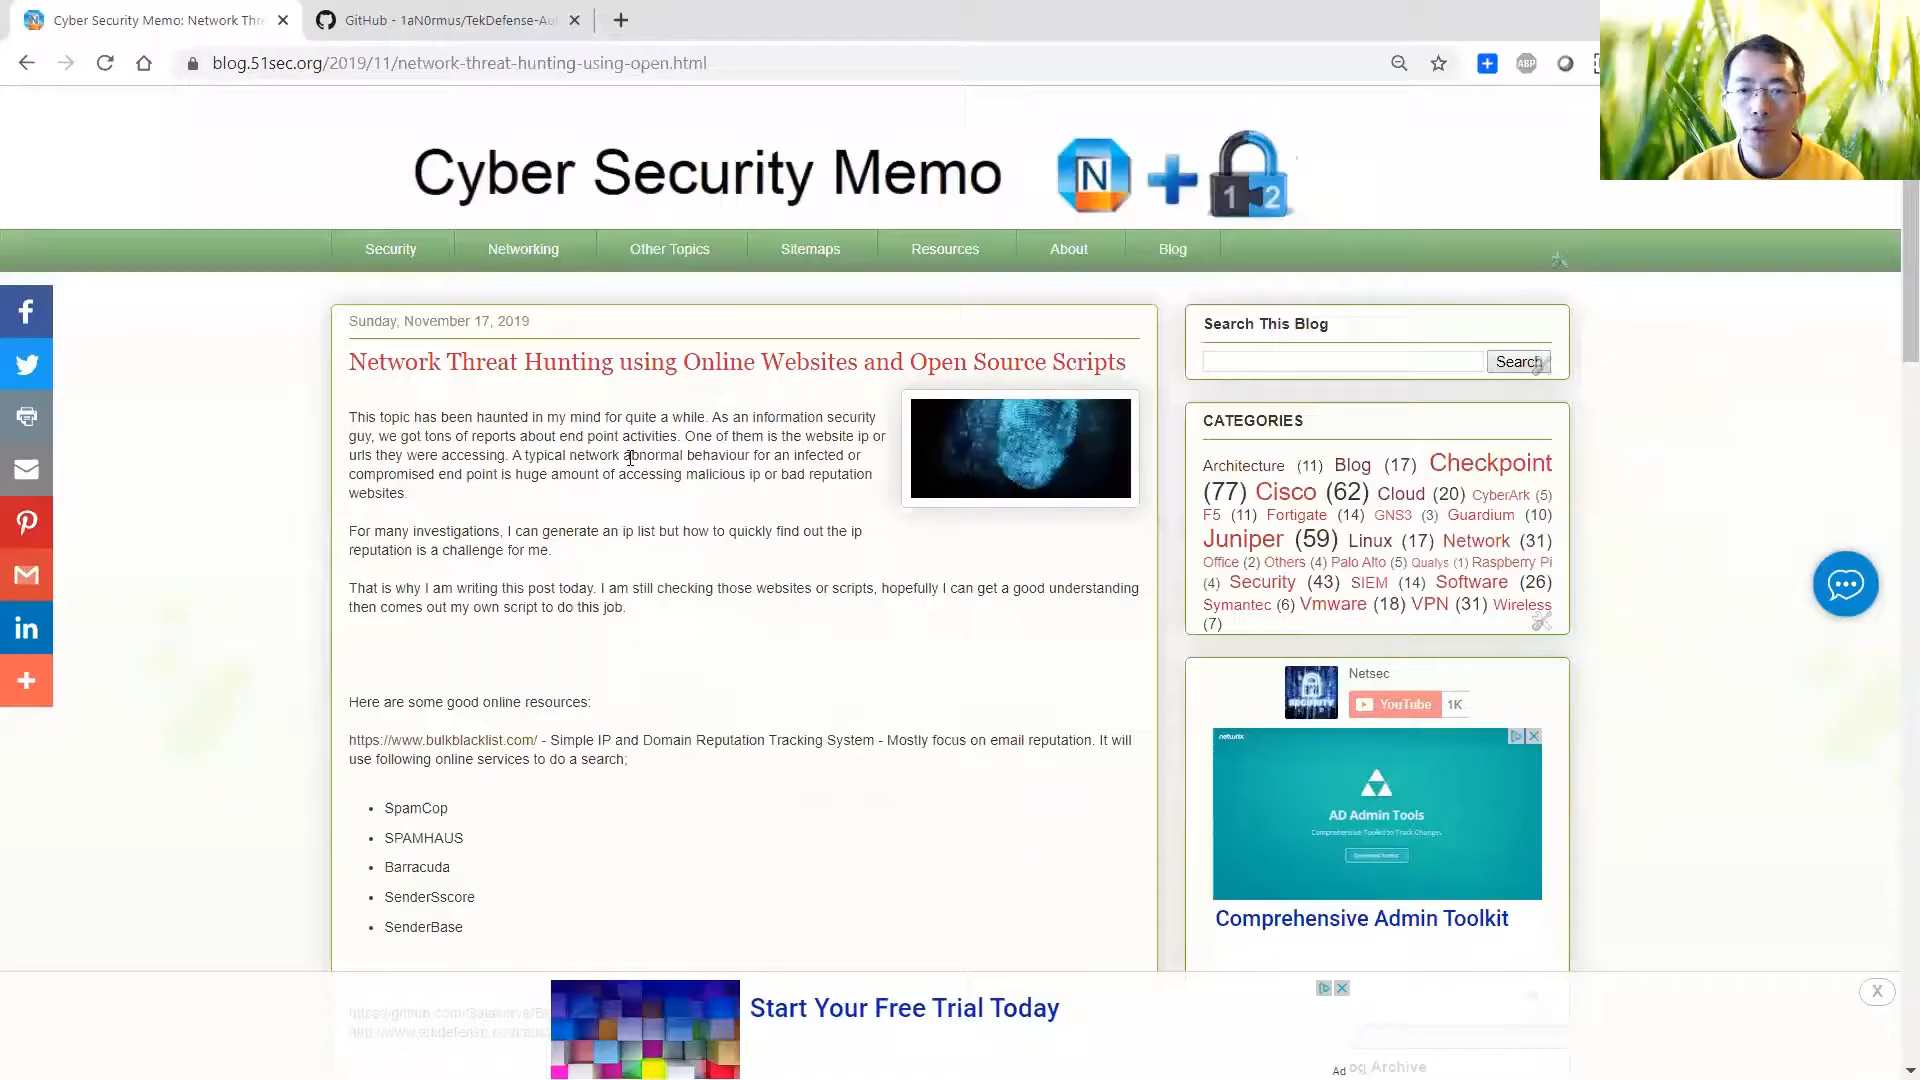 Cyber Security Memo: Network Thr
GitHub - 1aN0rmus/TekDefense-Au
blog.51sec.org/2019/11/network-threat-hunting-using-open.html
ABP
Cyber Security Memo
N
1 2
Security Networking Other Topics Sitemaps Resources About Blog
Sunday, November 17, 2019
Network Threat Hunting using Online Websites and Open Source Scripts
This topic has been haunted in my mind for quite a while. As an information security
guy, we got tons of reports about end point activities. One of them is the website ip or
urls they were accessing. A typical network abnormal behaviour for an infected or
compromised end point is huge amount of accessing malicious ip or bad reputation
websites.
For many investigations, I can generate an ip list but how to quickly find out the ip
reputation is a challenge for me.
That is why I am writing this post today. I am still checking those websites or scripts, hopefully I can get a good understanding
then comes out my own script to do this job.
Here are some good online resources:
https://www.bulkblacklist.com/ - Simple IP and Domain Reputation Tracking System - Mostly focus on email reputation. It will
use following online services to do a search;
SpamCop
SPAMHAUS
Barracuda
SenderSscore
SenderBase
Search This Blog
Search
CATEGORIES
Architecture (11) Blog (17) Checkpoint
(77) Cisco (62) Cloud (20) CyberArk (5)
F5 (11) Fortigate (14) GNS3 (3) Guardium (10)
Juniper (59) Linux (17) Network (31)
Office (2) Others (4) Palo Alto (5) Qualys (1) Raspberry Pi
(4) Security (43) SIEM (14) Software (26)
Symantec (6) Vmware (18) VPN (31) Wireless
(7)
Netsec
YouTube 1K
netwrix
AD Admin Tools
Comprehensive Toolkit to Track Change.
Comprehensive Admin Toolkit
Start Your Free Trial Today
X
Ad
og Archive